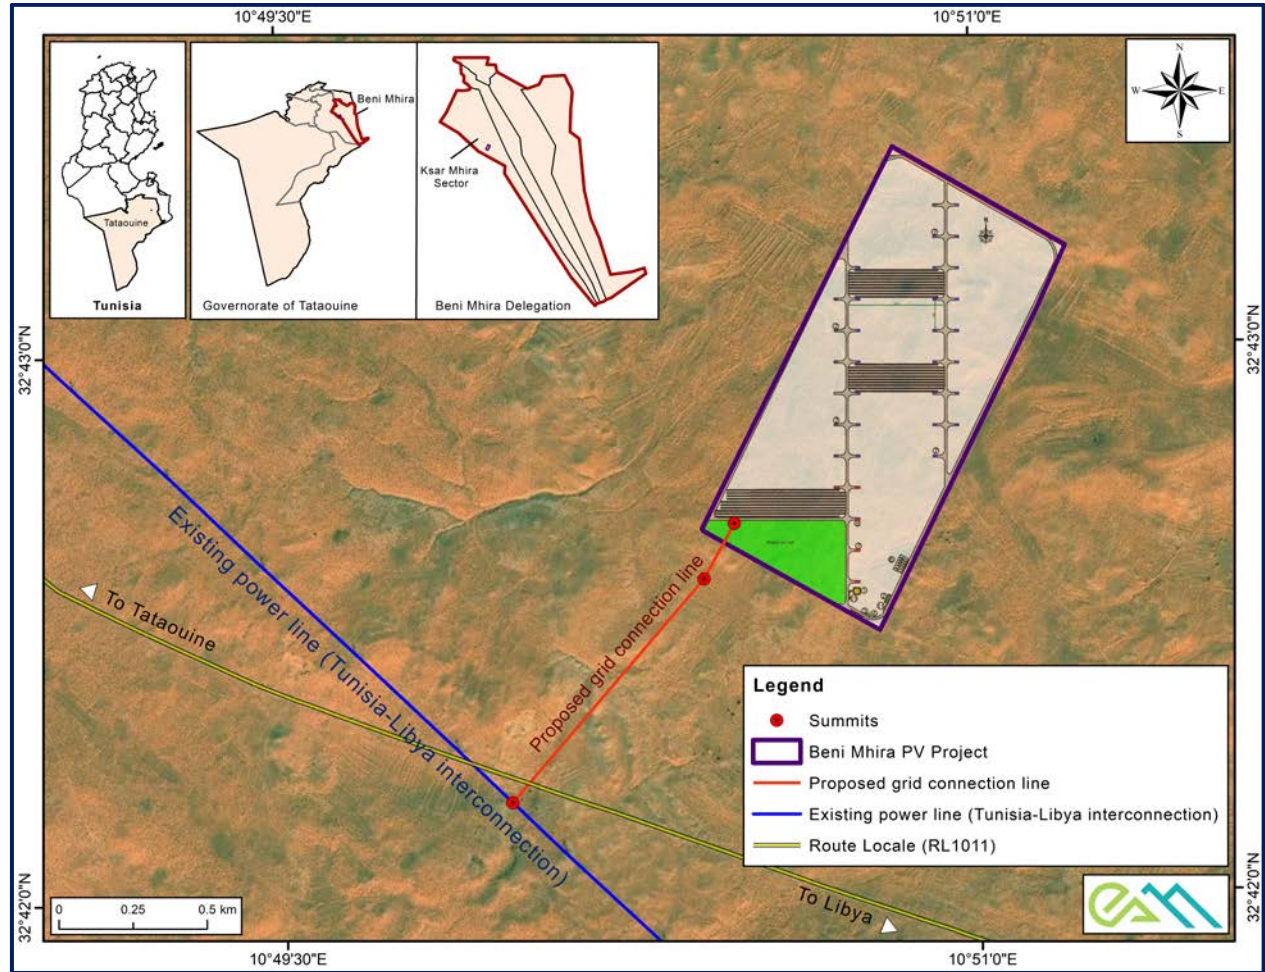 10°49'30"E
10°51'0"E
32°43'0"N
32°43'0"N
32°42'0"N
32°42'0"N
10°49'30"E
10°51'0"E
Tataouine
Tunisia
Beni Mhira
Governorate of Tataouine
Ksar Mhira
Sector
Beni Mhira Delegation
N
W
E
S
Existing power line (Tunisia-Libya interconnection)
Proposed grid connection line
To Tataouine
To Libya
Legend
Summits
Beni Mhira PV Project
Proposed grid connection line
Existing power line (Tunisia-Libya interconnection)
Route Locale (RL1011)
0
0.25
0.5 km